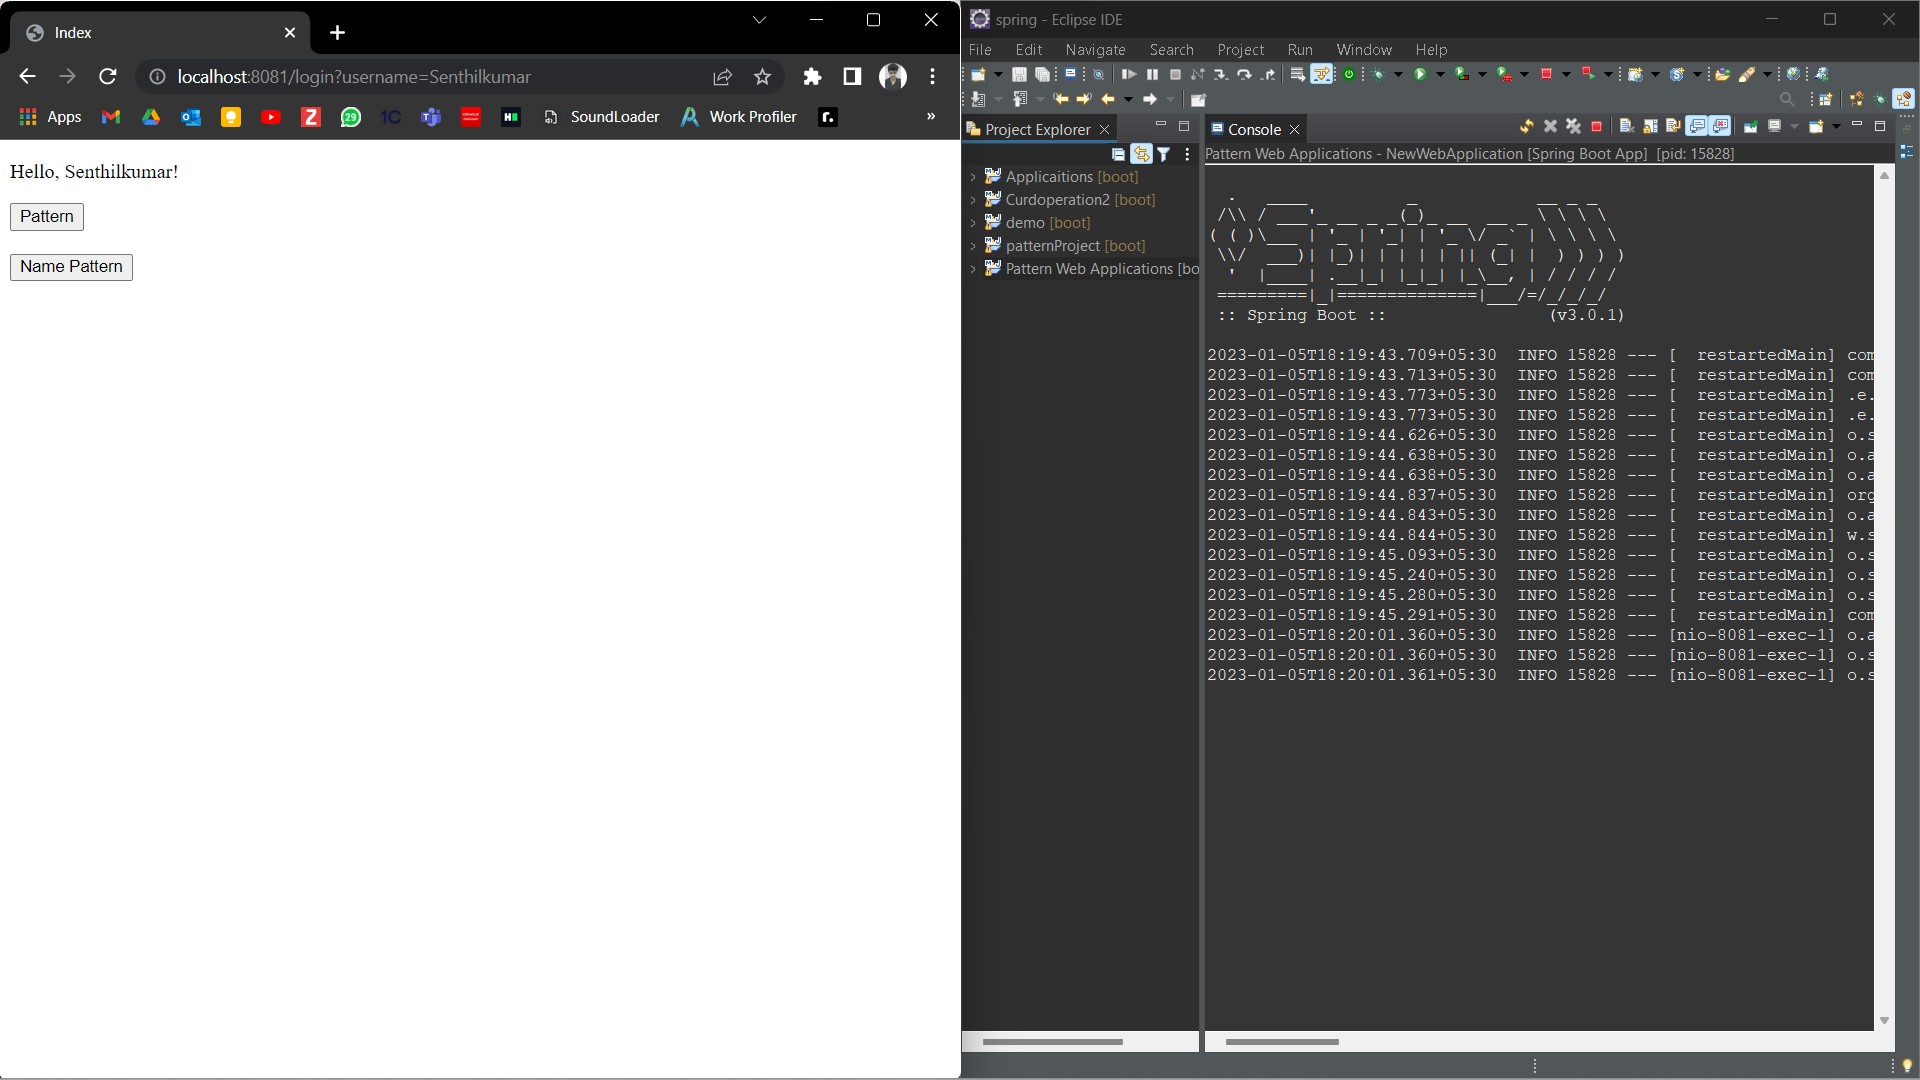 Index
localhost:8081/login?username=Senthilkumar
Apps
29
1C
SoundLoader
Work Profiler
»
Hello, Senthilkumar!
Pattern
Name Pattern
spring - Eclipse IDE
File Edit Navigate Search Project Run Window Help
Project Explorer
Applicaitions [boot]
Curdoperation2 [boot]
demo [boot]
patternProject [boot]
Pattern Web Applications [bo
Console
Pattern Web Applications - NewWebApplication [Spring Boot App] [pid: 15828]
Spring
:: Spring Boot :: (v3.0.1)
2023-01-05T18:19:43.709+05:30 INFO 15828 --- [ restartedMain] com
2023-01-05T18:19:43.713+05:30 INFO 15828 --- [ restartedMain] com
2023-01-05T18:19:43.773+05:30 INFO 15828 --- [ restartedMain] .e.
2023-01-05T18:19:43.773+05:30 INFO 15828 --- [ restartedMain] .e.
2023-01-05T18:19:44.626+05:30 INFO 15828 --- [ restartedMain] o.s
2023-01-05T18:19:44.638+05:30 INFO 15828 --- [ restartedMain] o.a
2023-01-05T18:19:44.638+05:30 INFO 15828 --- [ restartedMain] o.a
2023-01-05T18:19:44.837+05:30 INFO 15828 --- [ restartedMain] org
2023-01-05T18:19:44.843+05:30 INFO 15828 --- [ restartedMain] o.a
2023-01-05T18:19:44.844+05:30 INFO 15828 --- [ restartedMain] w.s
2023-01-05T18:19:45.093+05:30 INFO 15828 --- [ restartedMain] o.s
2023-01-05T18:19:45.240+05:30 INFO 15828 --- [ restartedMain] o.s
2023-01-05T18:19:45.280+05:30 INFO 15828 --- [ restartedMain] o.s
2023-01-05T18:19:45.291+05:30 INFO 15828 --- [ restartedMain] com
2023-01-05T18:20:01.360+05:30 INFO 15828 --- [nio-8081-exec-1] o.a
2023-01-05T18:20:01.360+05:30 INFO 15828 --- [nio-8081-exec-1] o.s
2023-01-05T18:20:01.361+05:30 INFO 15828 --- [nio-8081-exec-1] o.s